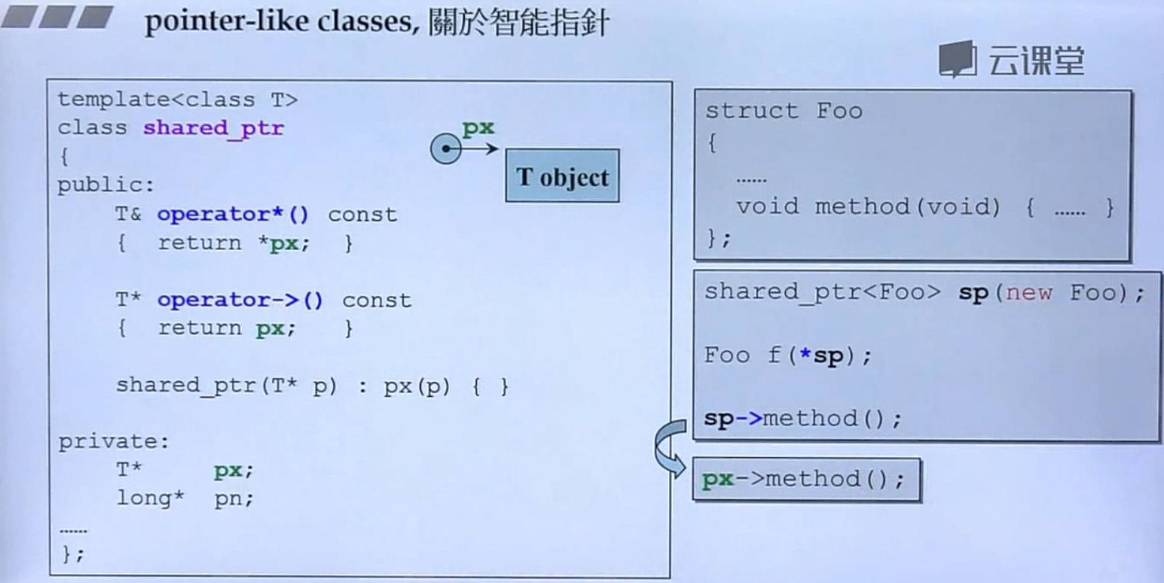 pointer-like classes, 關於智能指針
云课堂
template<class T>
class shared_ptr
{
public:
T& operator*() const
{ return *px; }
T* operator->() const
{ return px; }
shared_ptr(T* p) : px(p) { }
private:
T* px;
long* pn;
......
};
px
T object
struct Foo
{
......
void method(void) { ...... }
};
shared_ptr<Foo> sp(new Foo);
Foo f(*sp);
sp->method();
px->method();